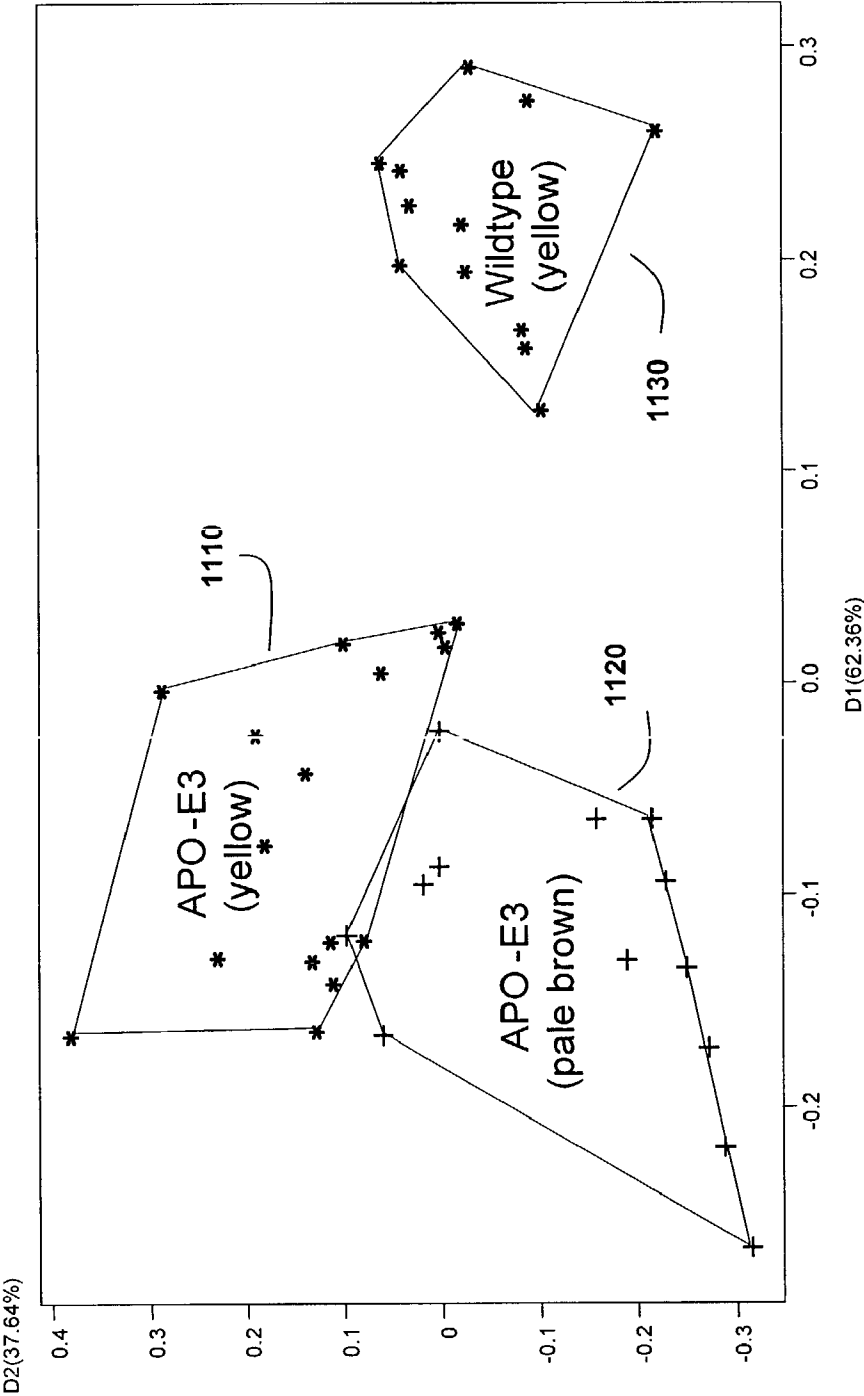 D2(37.64%)
0.4
0.3
0.2
0.1
0
-0.1
-0.2
-0.3
APO-E3
(yellow)
1110
APO-E3
(pale brown)
1120
Wildtype
(yellow)
1130
-0.2
-0.1
0.0
0.1
0.2
0.3
D1(62.36%)